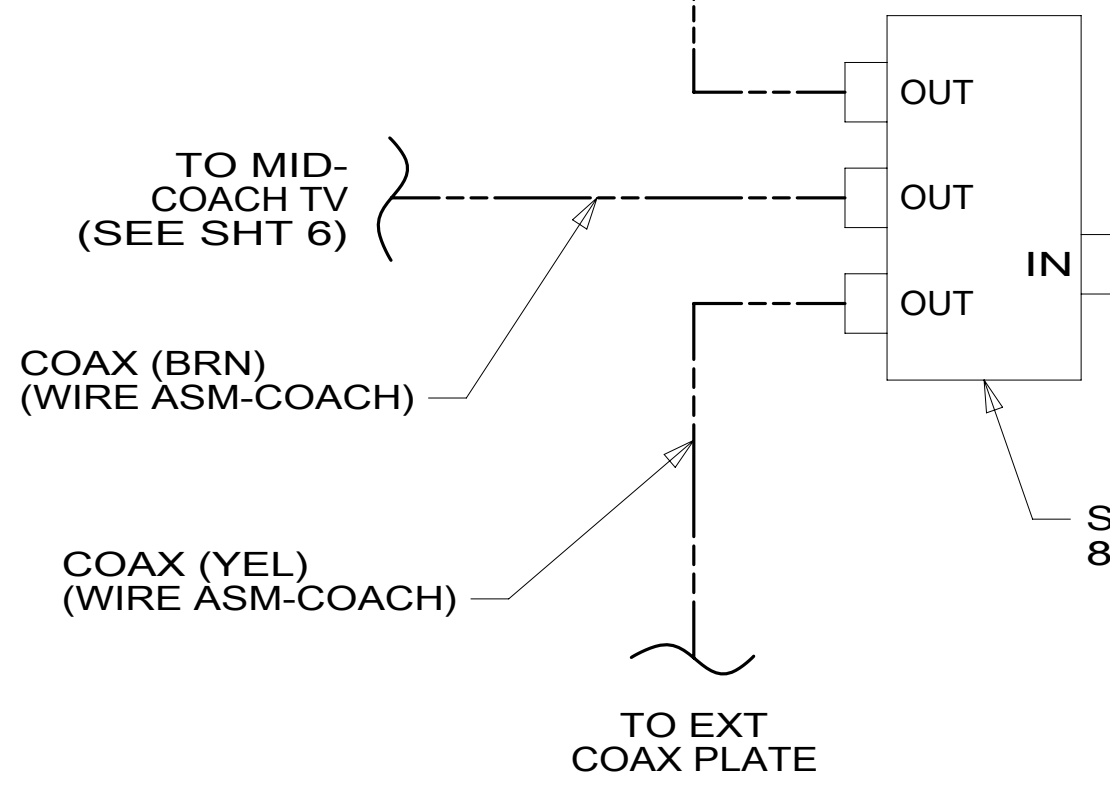 OUT
TO MID-
COACH TV
(SEE SHT 6)
OUT
IN
OUT
COAX (BRN)
(WIRE ASM-COACH)
S
8
COAX (YEL)
(WIRE ASM-COACH)
TO EXT
COAX PLATE